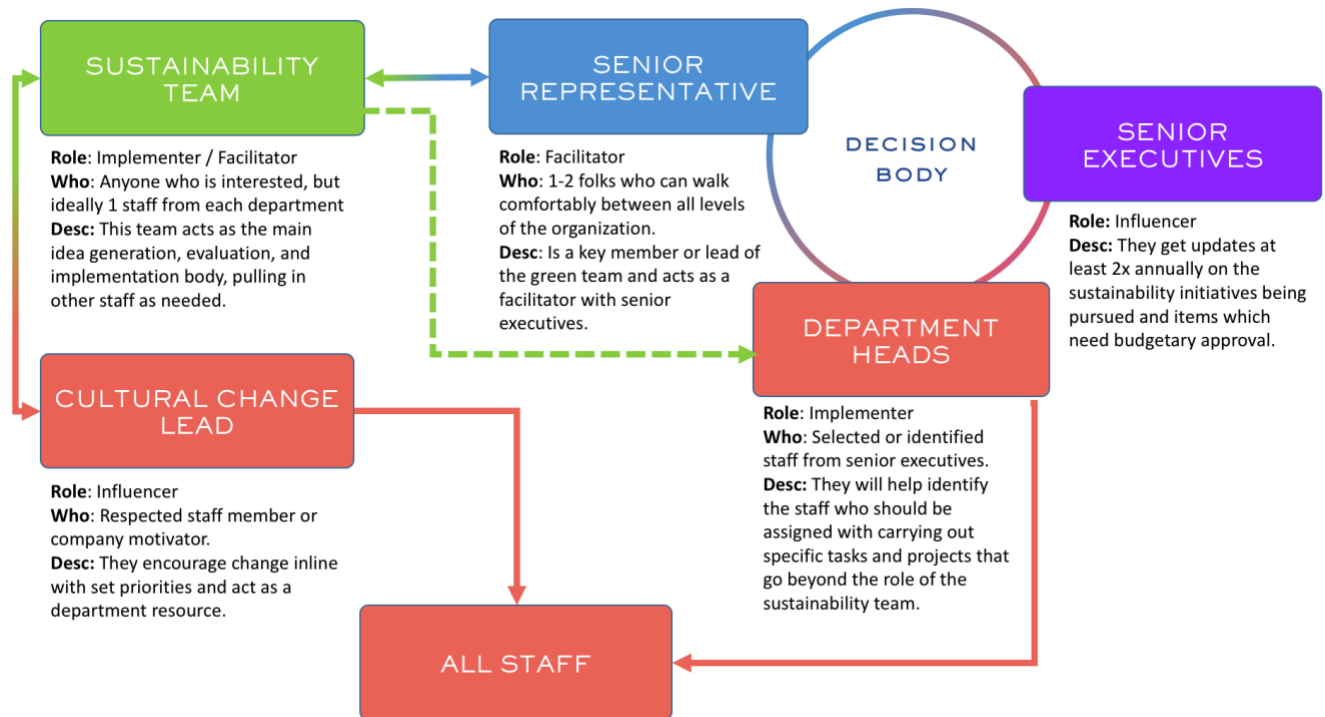 SUSTAINABILITY
TEAM
Role: Implementer / Facilitator
Who: Anyone who is interested, but
ideally 1 staff from each department
Desc: This team acts as the main
idea generation, evaluation, and
implementation body, pulling in
other staff as needed.
SENIOR
REPRESENTATIVE
Role: Facilitator
Who: 1-2 folks who can walk
comfortably between all levels
of the organization.
Desc: Is a key member or lead of
the green team and acts as a
facilitator with senior
executives.
DECISION
BODY
SENIOR
EXECUTIVES
Role: Influencer
Desc: They get updates at
least 2x annually on the
sustainability initiatives being
pursued and items which
need budgetary approval.
DEPARTMENT
HEADS
Role: Implementer
Who: Selected or identified
staff from senior executives.
Desc: They will help identify
the staff who should be
assigned with carrying out
specific tasks and projects that
go beyond the role of the
sustainability team.
CULTURAL CHANGE
LEAD
Role: Influencer
Who: Respected staff member or
company motivator.
Desc: They encourage change inline
with set priorities and act as a
department resource.
ALL STAFF